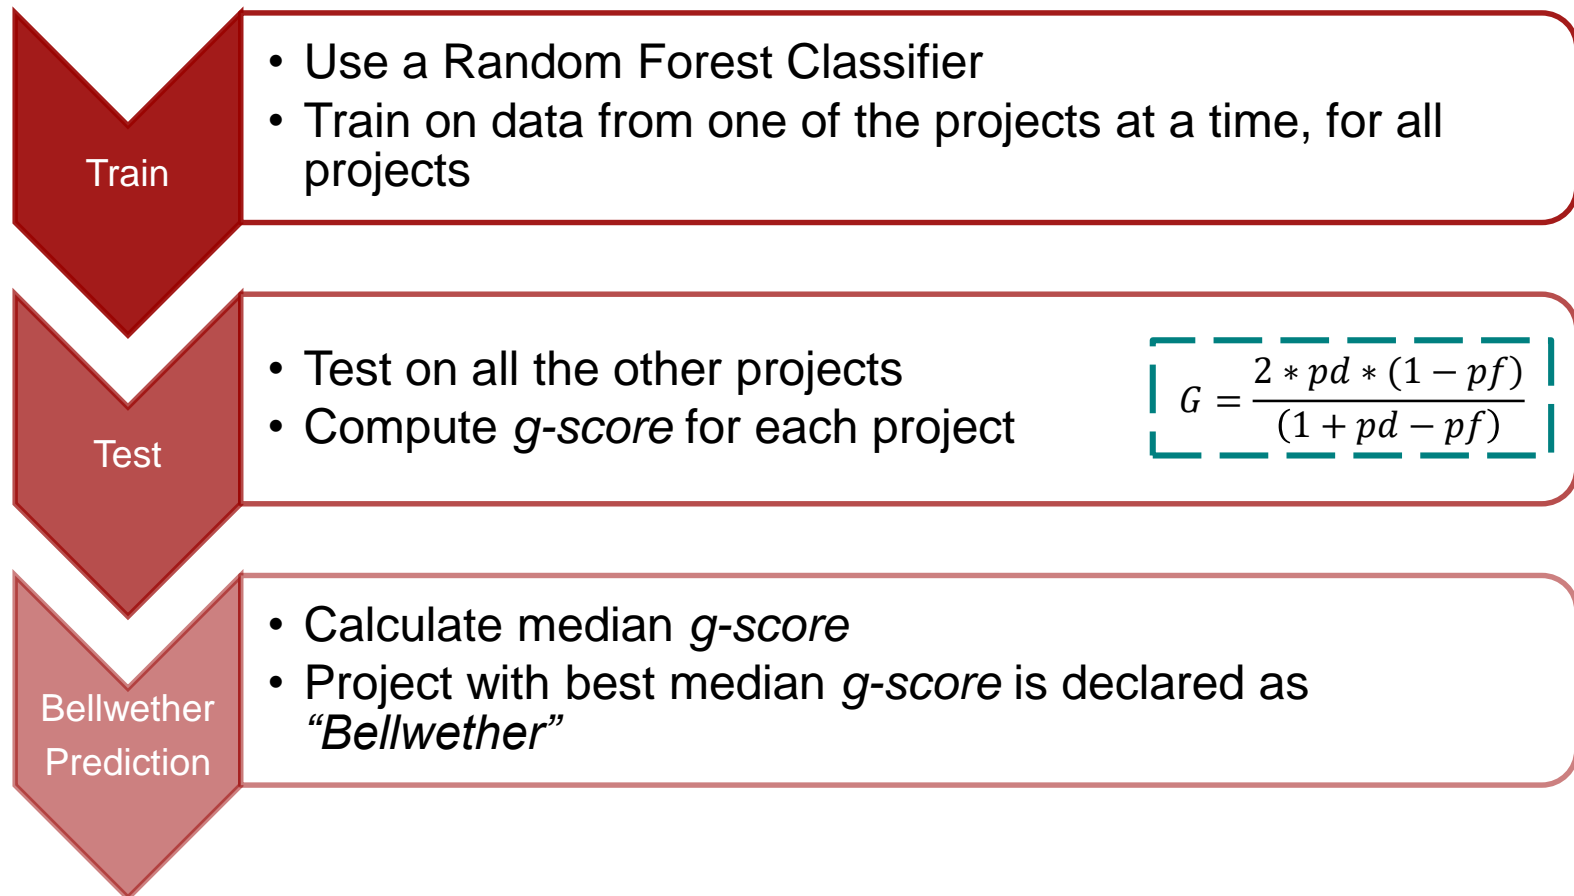 Train
• Use a Random Forest Classifier
• Train on data from one of the projects at a time, for all
projects
Test
• Test on all the other projects
• Compute g-score for each project
G = 2 * pd * (1 − pf) / (1 + pd − pf)
Bellwether
Prediction
• Calculate median g-score
• Project with best median g-score is declared as
“Bellwether”